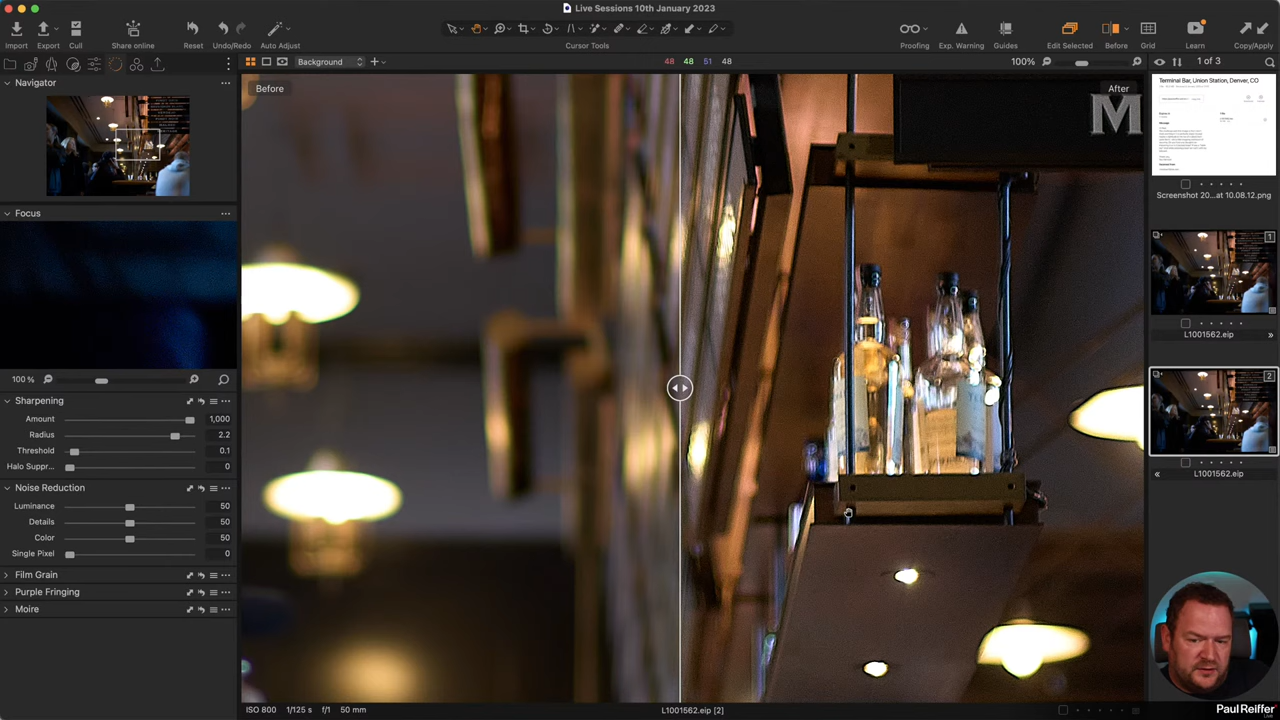 Live Sessions 10th January 2023
Import
Export
Cull
Share online
Reset
Undo/Redo
Auto Adjust
Cursor Tools
Proofing
Exp. Warning
Guides
Edit Selected
Before
Grid
Learn
Copy/Apply
Background
48 48 51 48
100%
1 of 3
Navigator
Before
After
M
Terminal Bar, Union Station, Denver, CO
Screenshot 20...at 10.08.12.png
Focus
100 %
1
L1001562.eip
Sharpening
Amount 1,000
Radius 2.2
Threshold 0.1
Halo Suppr... 0
2
L1001562.eip
Noise Reduction
Luminance 50
Details 50
Color 50
Single Pixel 0
Film Grain
Purple Fringing
Moire
ISO 800 1/125 s f/1 50 mm
L1001562.eip [2]
Paul Reiffer
Live